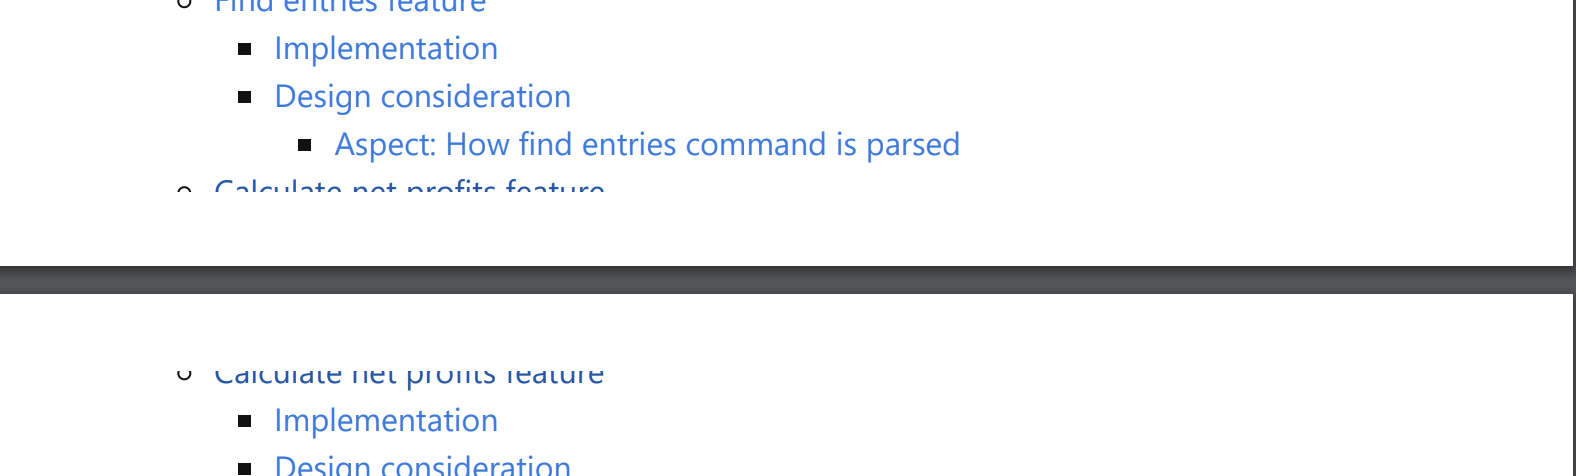 Find entries feature
Implementation
Design consideration
Aspect: How find entries command is parsed
Calculate net profits feature
Calculate net profits feature
Implementation
Design consideration